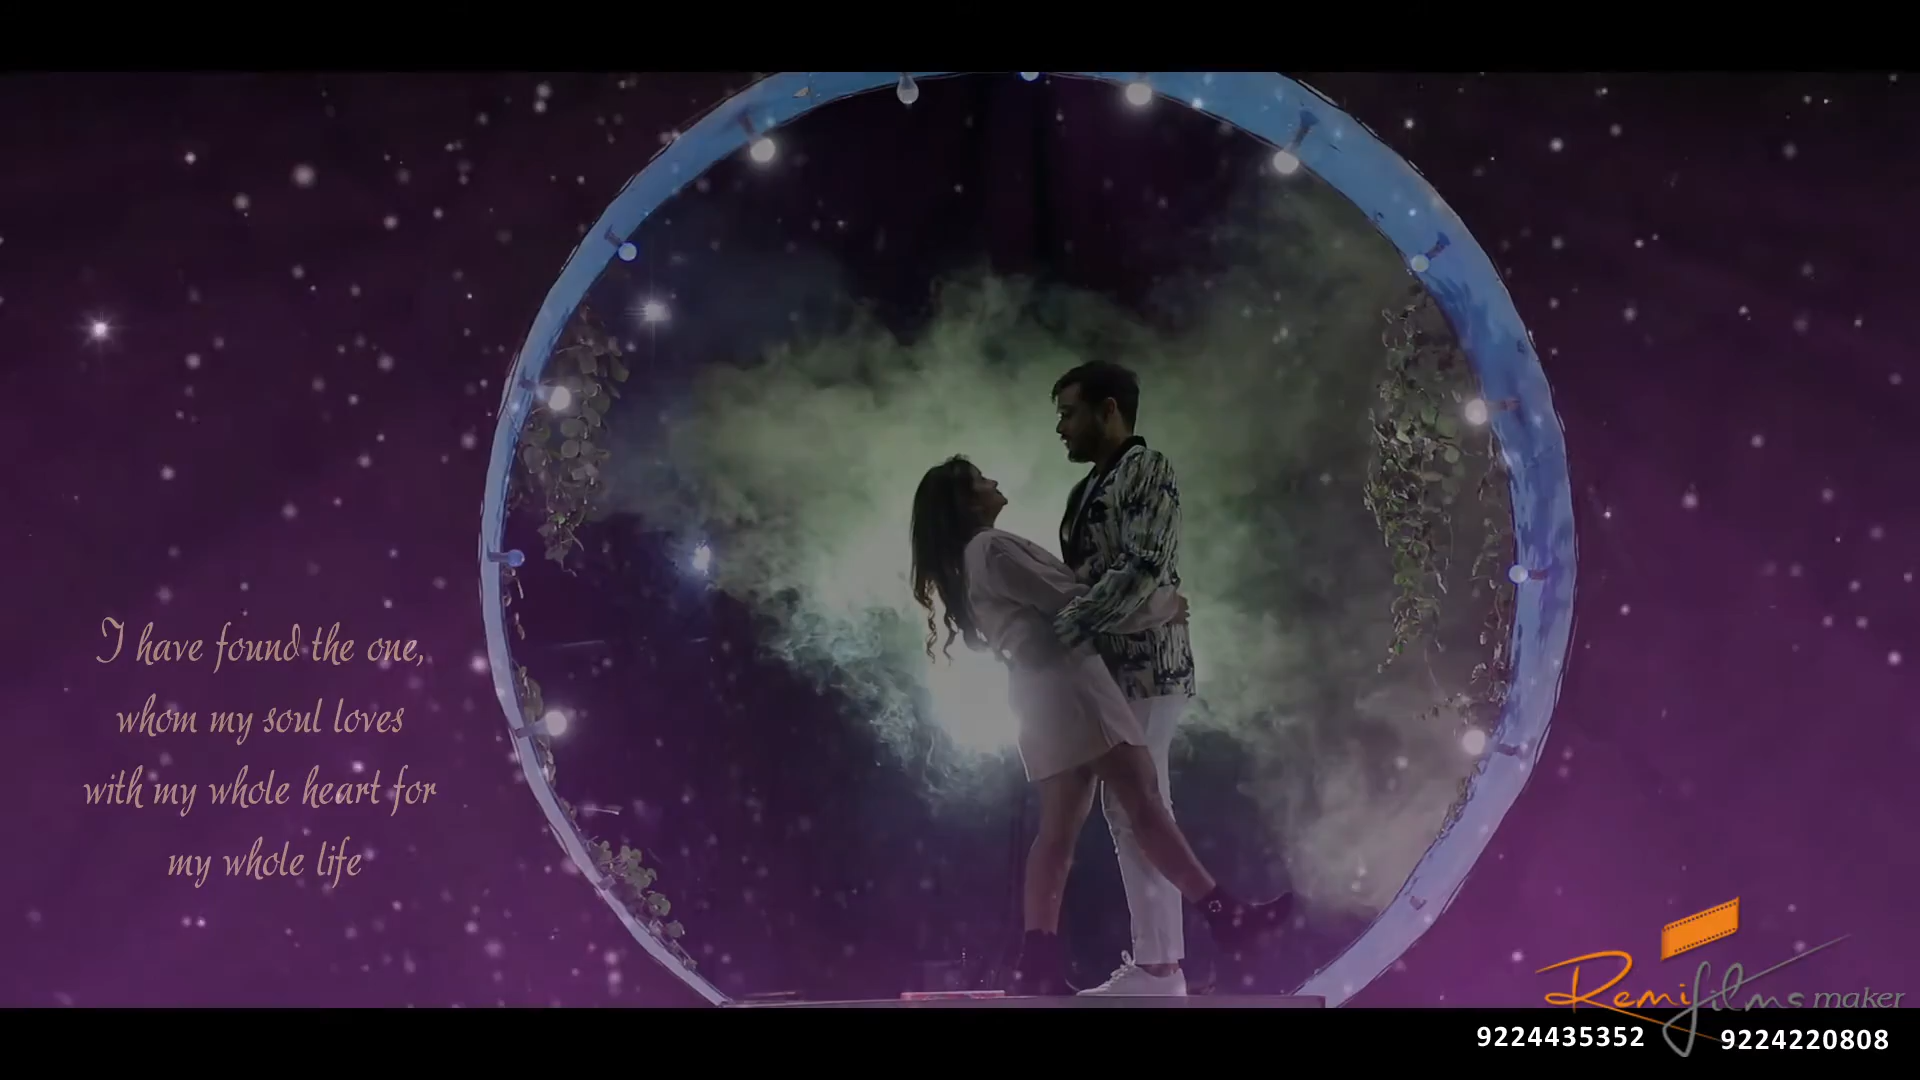 I have found the one,
whom my soul loves
with my whole heart for
my whole life
Remifilms maker
9224435352 9224220808